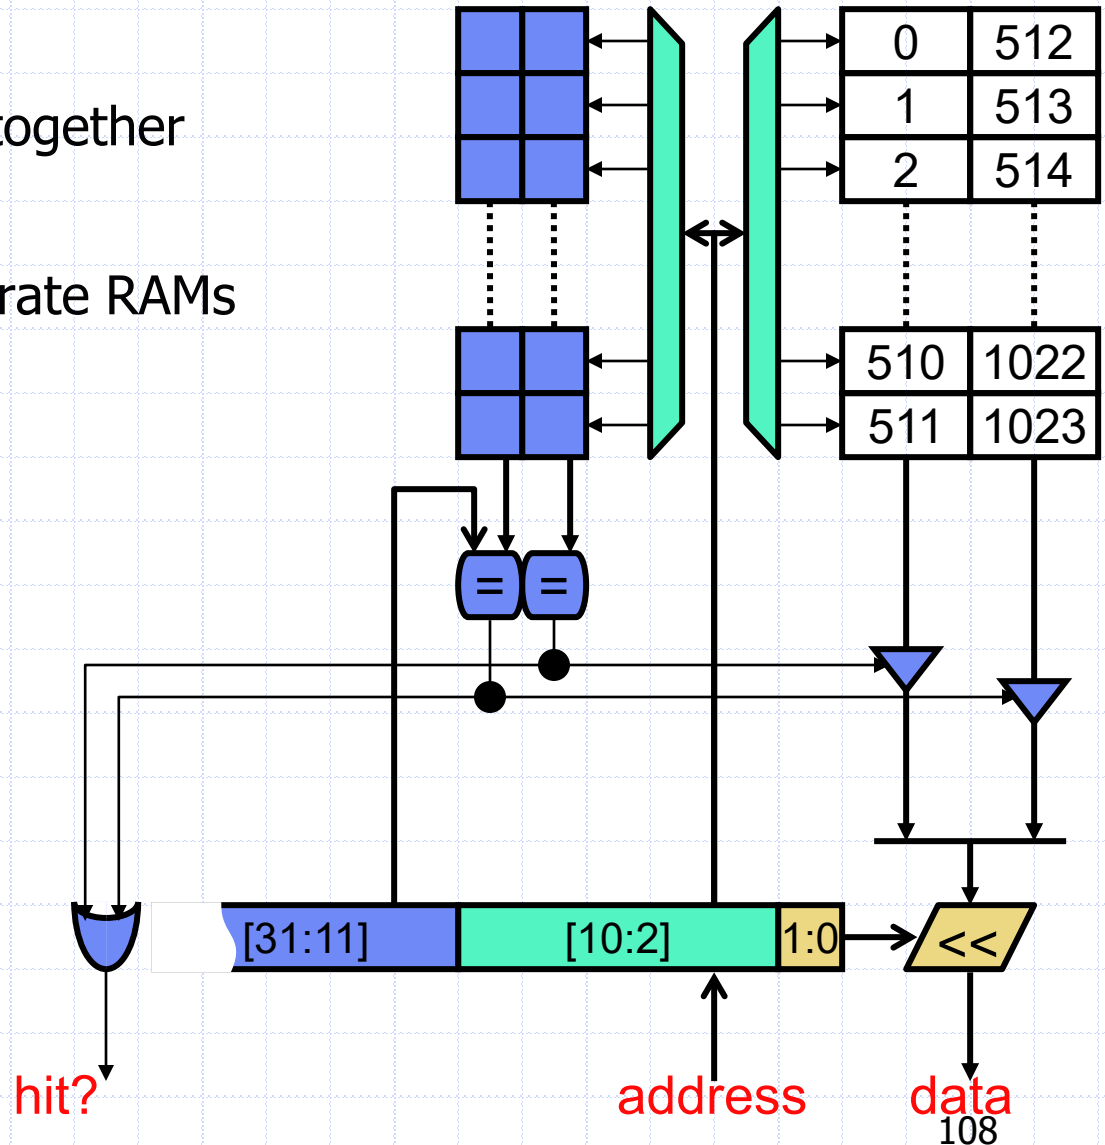 0 512
1 513
together
2 514
rate RAMs
510 1022
511 1023
= =
[31:11] [10:2] 1:0 <<
hit? address data
108